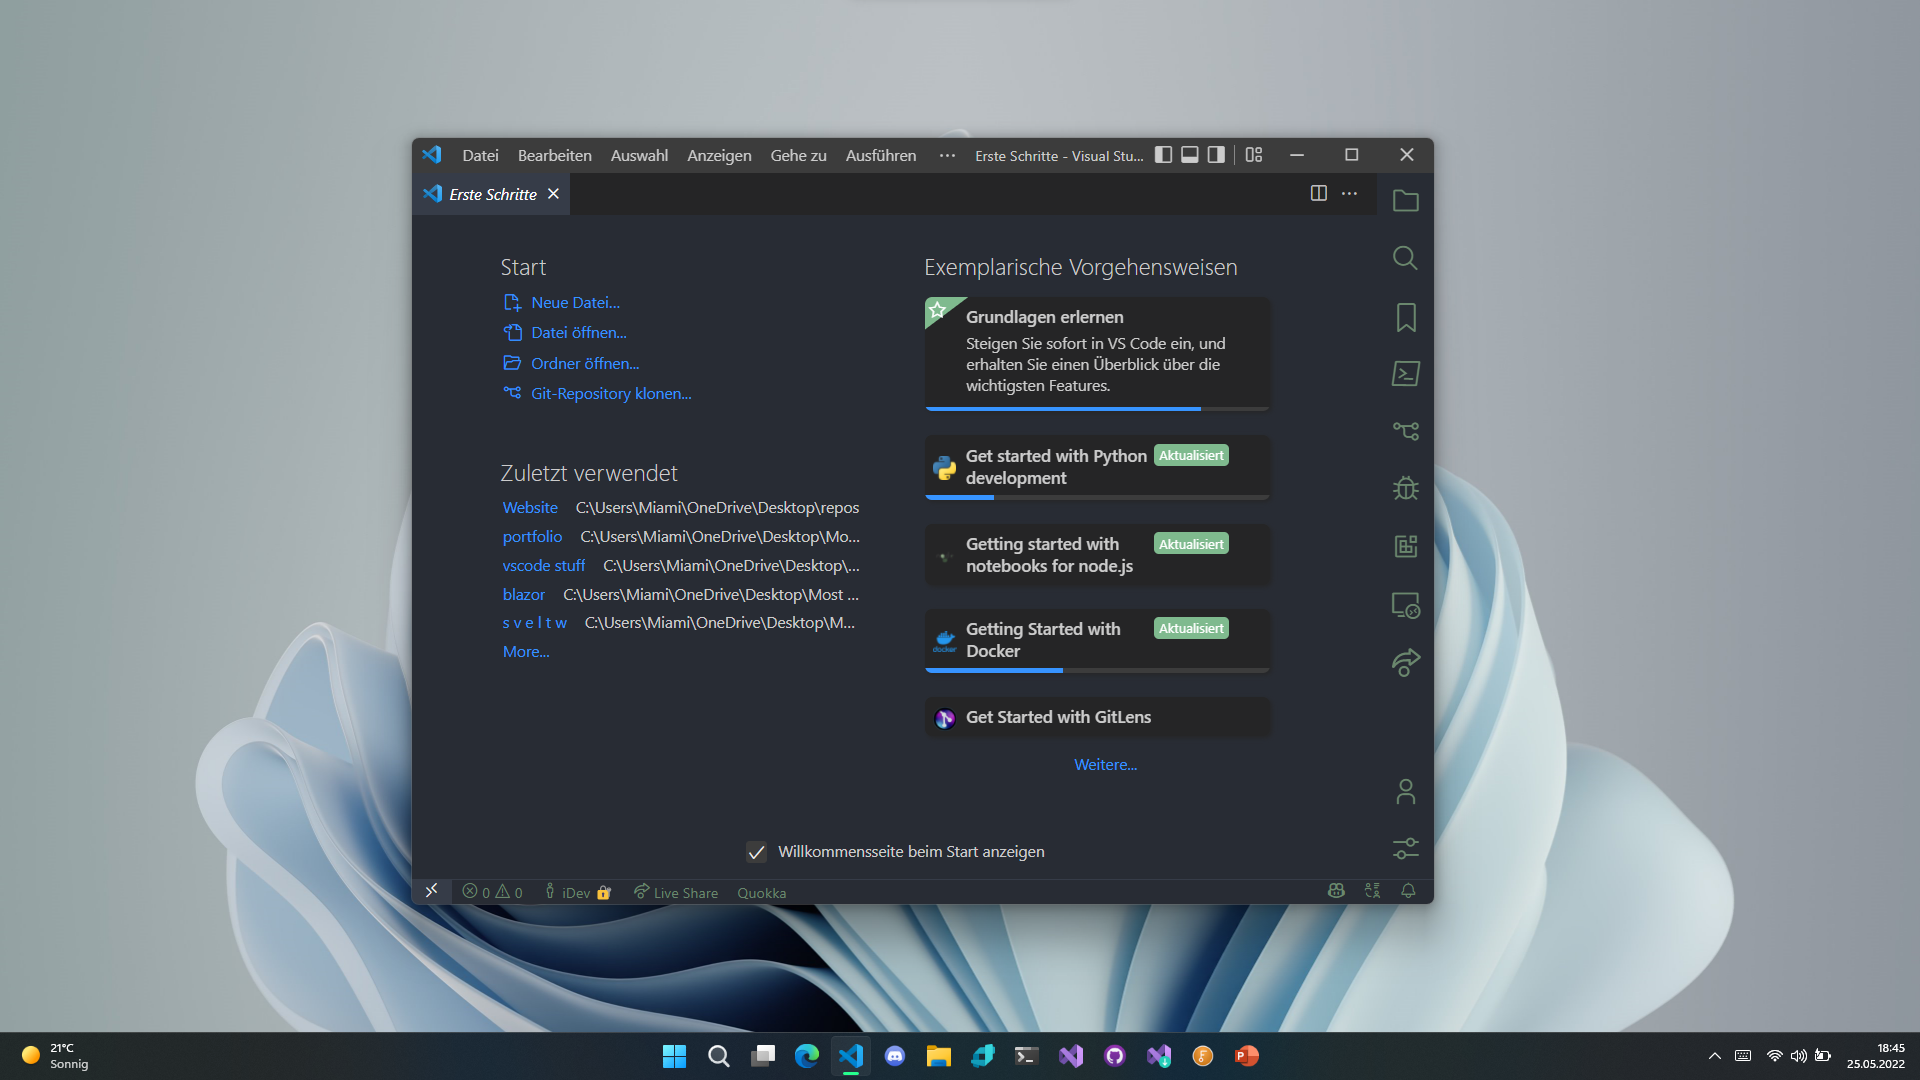 Datei Bearbeiten Auswahl Anzeigen Gehe zu Ausführen ··· Erste Schritte - Visual Stu...
Erste Schritte
Start
Neue Datei...
Datei öffnen...
Ordner öffnen...
Git-Repository klonen...
Zuletzt verwendet
Website C:\Users\Miami\OneDrive\Desktop\repos
portfolio C:\Users\Miami\OneDrive\Desktop\Mo...
vscode stuff C:\Users\Miami\OneDrive\Desktop\...
blazor C:\Users\Miami\OneDrive\Desktop\Most ...
s v e l t w C:\Users\Miami\OneDrive\Desktop\M...
More...
Exemplarische Vorgehensweisen
Grundlagen erlernen
Steigen Sie sofort in VS Code ein, und
erhalten Sie einen Überblick über die
wichtigsten Features.
Get started with Python Aktualisiert
development
Getting started with Aktualisiert
notebooks for node.js
docker
Getting Started with Aktualisiert
Docker
Get Started with GitLens
Weitere...
Willkommensseite beim Start anzeigen
0 0 iDev Live Share Quokka
21°C
Sonnig
18:45
25.05.2022